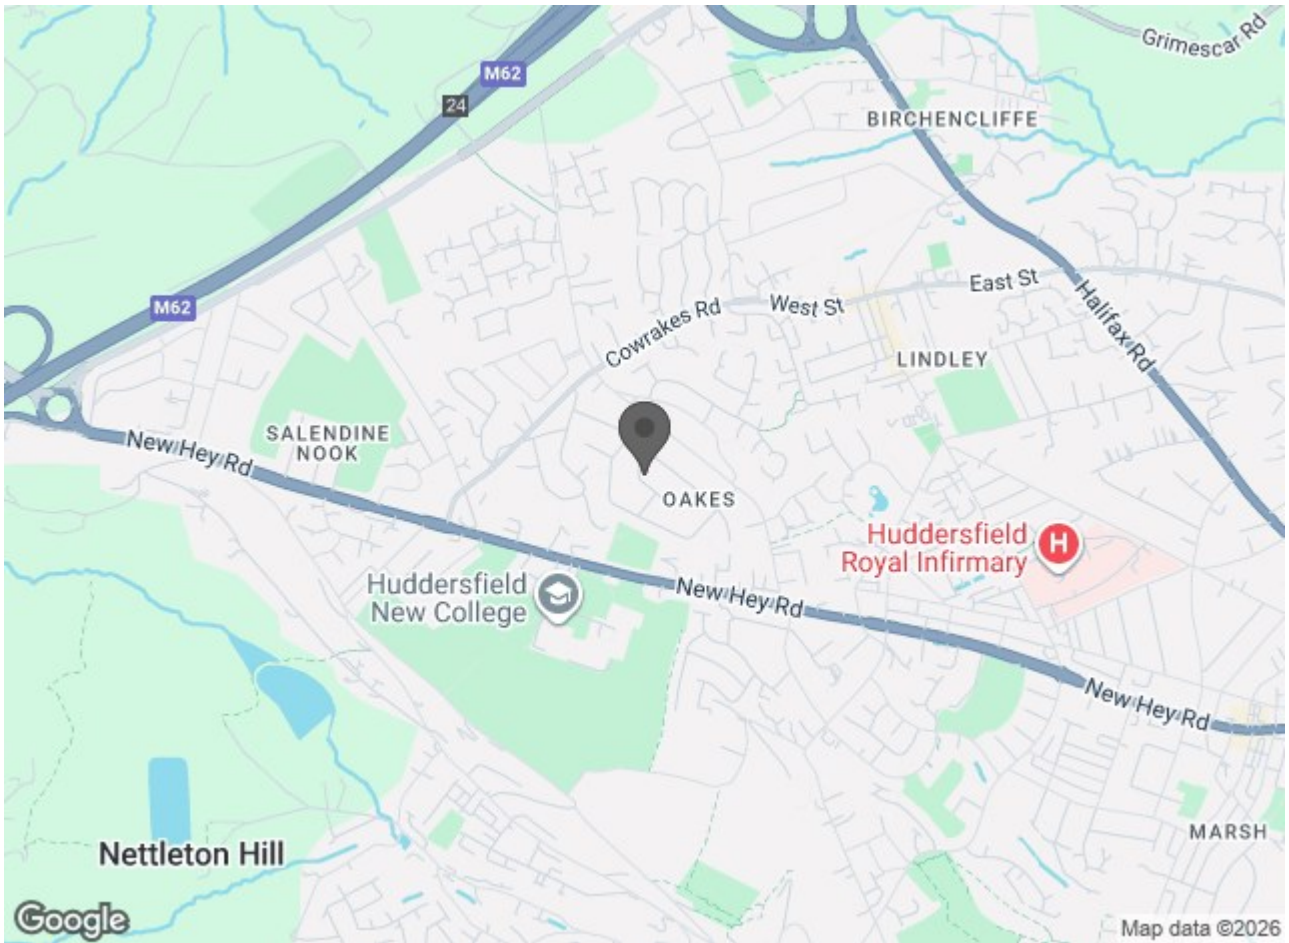 Grimescar Rd
M62
24
BIRCHENCLIFFE
East St
M62
West St
Cowrakes Rd
Halifax Rd
LINDLEY
SALENDINE
NOOK
New Hey Rd
OAKES
Huddersfield
Royal Infirmary
H
Huddersfield
New College
New Hey Rd
New Hey Rd
MARSH
Nettleton Hill
Google
Map data ©2026